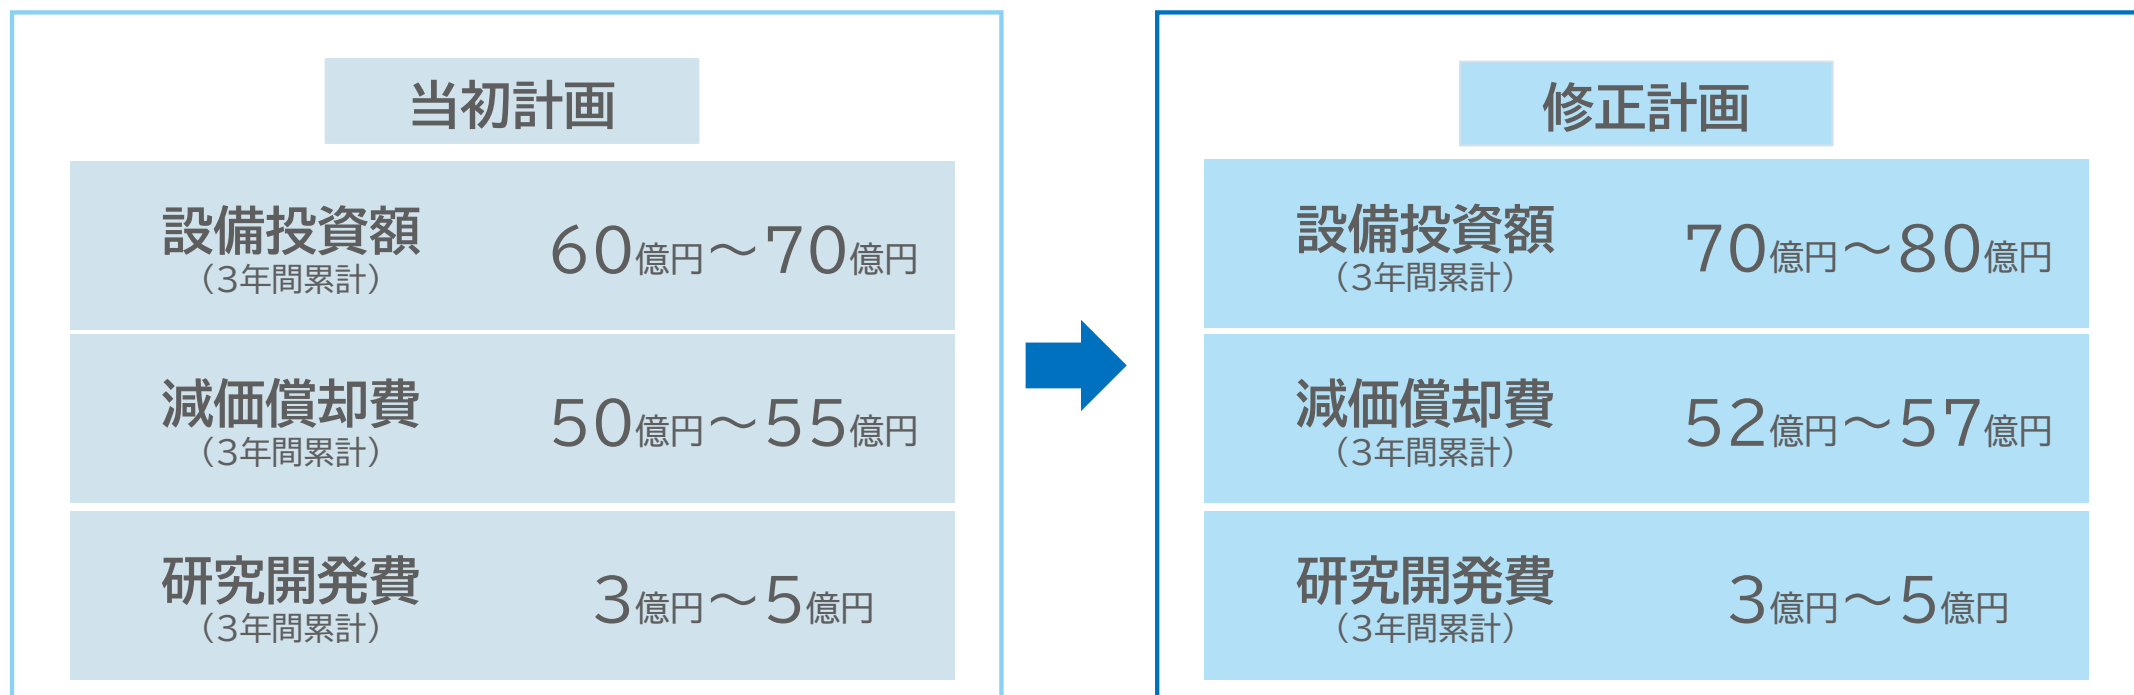 当初計画
設備投資額
(3年間累計)
60億円～70億円
減価償却費
(3年間累計)
50億円～55億円
研究開発費
(3年間累計)
3億円～5億円
修正計画
設備投資額
(3年間累計)
70億円～80億円
減価償却費
(3年間累計)
52億円～57億円
研究開発費
(3年間累計)
3億円～5億円